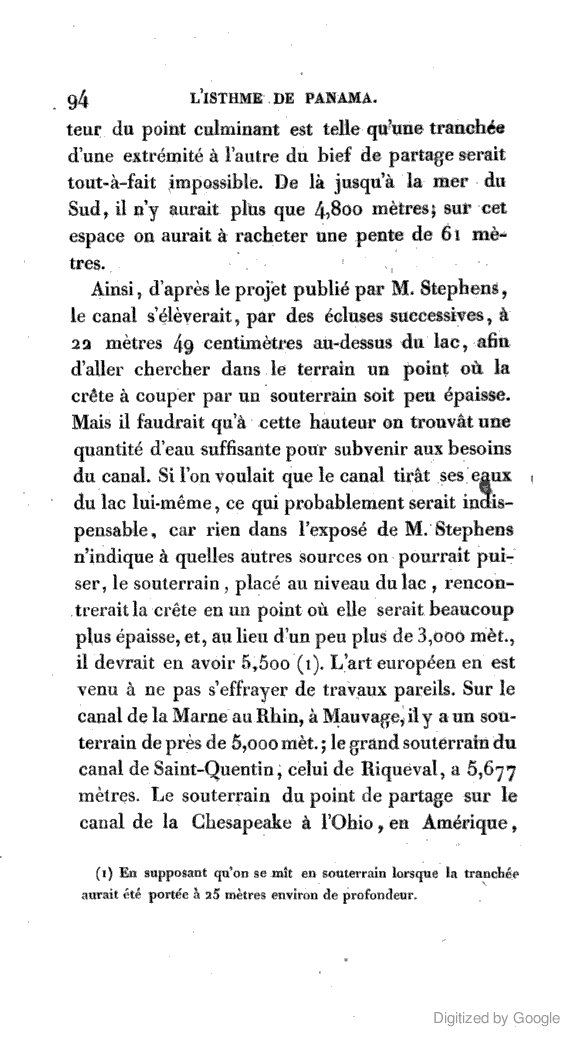 94 L'ISTHME DE PANAMA.
teur du point culminant est telle qu'une tranchée
d'une extrémité à l'autre du bief de partage serait
tout-à-fait impossible. De là jusqu'à la mer du
Sud, il n'y aurait plus que 4,800 mètres; sur cet
espace on aurait à racheter une pente de 61 mè-
tres.
Ainsi, d'après le projet publié par M. Stephens,
le canal s'élèverait, par des écluses successives, à
22 mètres 49 centimètres au-dessus du lac, afin
d'aller chercher dans le terrain un point où la
crête à couper par un souterrain soit peu épaisse.
Mais il faudrait qu'à cette hauteur on trouvât une
quantité d'eau suffisante pour subvenir aux besoins
du canal. Si l'on voulait que le canal tirât ses eaux
du lac lui-même, ce qui probablement serait indis-
pensable, car rien dans l'exposé de M. Stephens
n'indique à quelles autres sources on pourrait pui-
ser, le souterrain, placé au niveau du lac, rencon-
trerait la crête en un point où elle serait beaucoup
plus épaisse, et, au lieu d'un peu plus de 3,000 mèt.,
il devrait en avoir 5,500 (1). L'art européen en est
venu à ne pas s'effrayer de travaux pareils. Sur le
canal de la Marne au Rhin, à Mauvage, il y a un sou-
terrain de près de 5,000 mèt.; le grand souterrain du
canal de Saint-Quentin, celui de Riqueval, a 5,677
mètres. Le souterrain du point de partage sur le
canal de la Chesapeake à l'Ohio, en Amérique,
(1) En supposant qu'on se mît en souterrain lorsque la tranchée
aurait été portée à 25 mètres environ de profondeur.
Digitized by Google